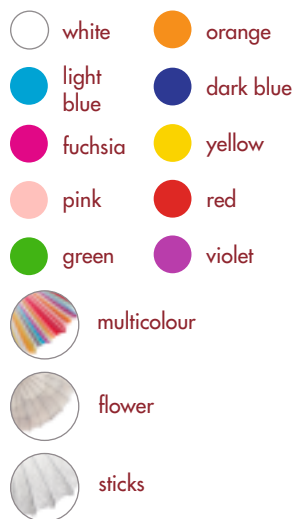 white
orange
light
blue
dark blue
fuchsia
yellow
pink
red
green
violet
multicolour
flower
sticks